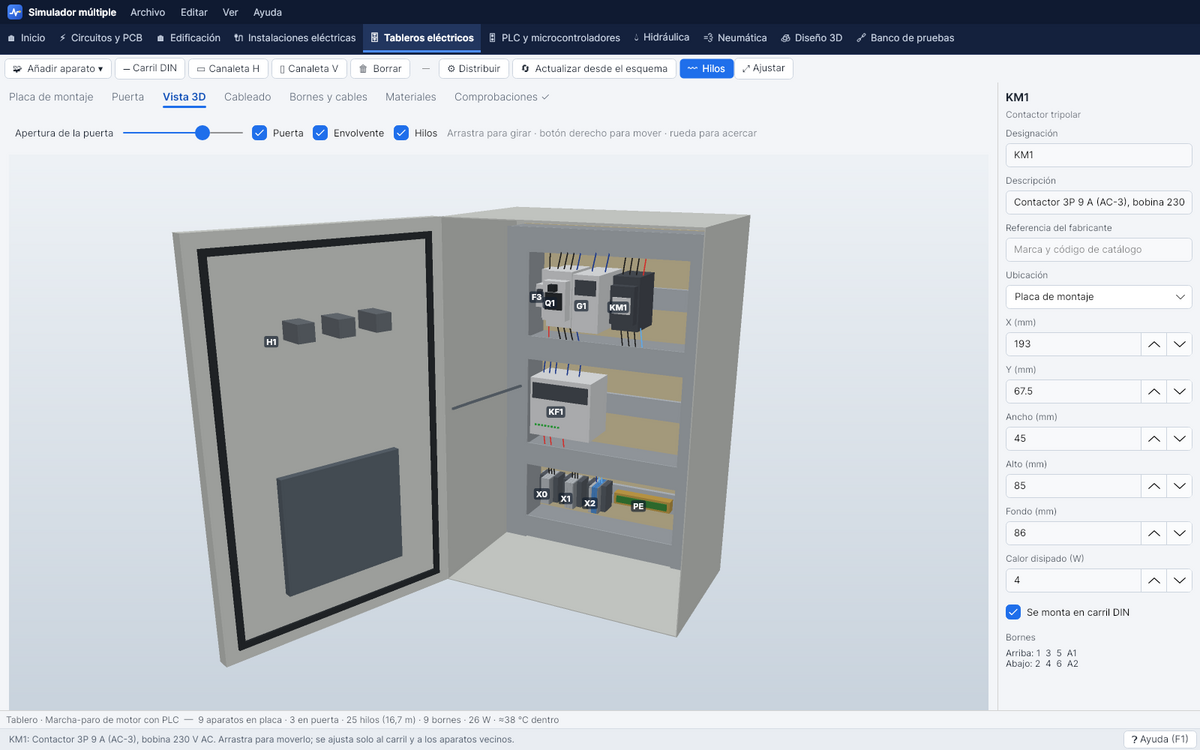 Simulador múltiple Archivo Editar Ver Ayuda
Inicio Circuitos y PCB Edificación Instalaciones eléctricas Tableros eléctricos PLC y microcontroladores Hidráulica Neumática Diseño 3D Banco de pruebas
Añadir aparato ▾ — Carril DIN Canaleta H Canaleta V Borrar — Distribuir Actualizar desde el esquema Hilos Ajustar
Placa de montaje Puerta Vista 3D Cableado Bornes y cables Materiales Comprobaciones ✓
Apertura de la puerta Puerta Envolvente Hilos Arrastra para girar · botón derecho para mover · rueda para acercar
F3
Q1
G1
KM1
H1
KF1
X0
X1
X2
PE
KM1
Contactor tripolar
Designación
KM1
Descripción
Contactor 3P 9 A (AC-3), bobina 230
Referencia del fabricante
Marca y código de catálogo
Ubicación
Placa de montaje
X (mm)
193
Y (mm)
67.5
Ancho (mm)
45
Alto (mm)
85
Fondo (mm)
86
Calor disipado (W)
4
Se monta en carril DIN
Bornes
Arriba: 1 3 5 A1
Abajo: 2 4 6 A2
Tablero · Marcha-paro de motor con PLC — 9 aparatos en placa · 3 en puerta · 25 hilos (16,7 m) · 9 bornes · 26 W · ≈38 °C dentro
KM1: Contactor 3P 9 A (AC-3), bobina 230 V AC. Arrastra para moverlo; se ajusta solo al carril y a los aparatos vecinos.
? Ayuda (F1)